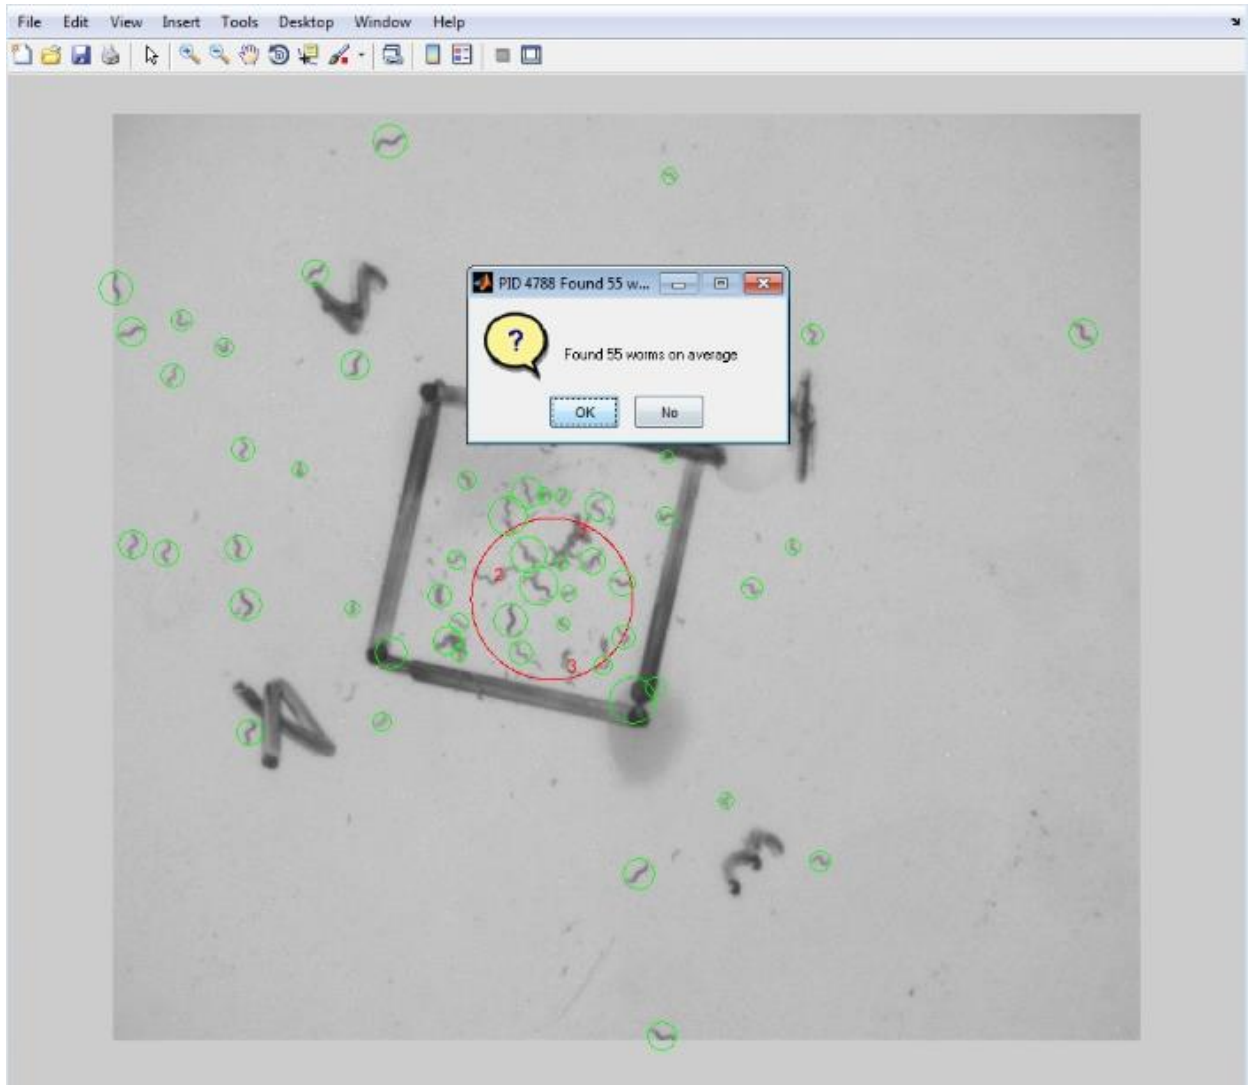 File Edit View Insert Tools Desktop Window Help
PID 4788 Found 55 w...
?
Found 55 worms on average
OK No
2
3
3